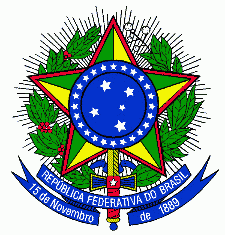 REPÚBLICA FEDERATIVA DO BRASIL
15 de Novembro de 1889